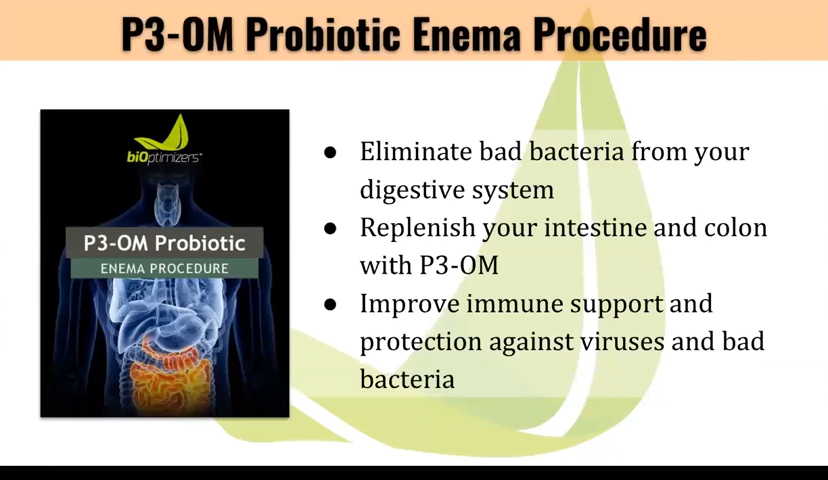 P3-OM Probiotic Enema Procedure
biOptimizers™
P3-OM Probiotic
ENEMA PROCEDURE
● Eliminate bad bacteria from your
digestive system
● Replenish your intestine and colon
with P3-OM
● Improve immune support and
protection against viruses and bad
bacteria